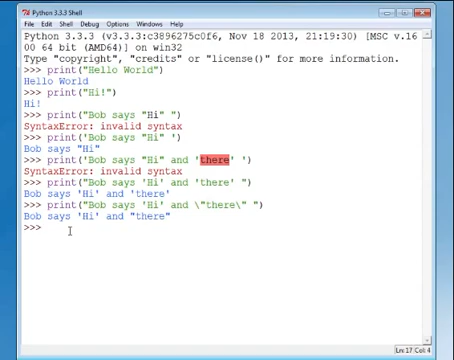 Python 3.3.3 Shell
File Edit Shell Debug Options Windows Help
Python 3.3.3 (v3.3.3:c3896275c0f6, Nov 18 2013, 21:19:30) [MSC v.16
00 64 bit (AMD64)] on win32
Type "copyright", "credits" or "license()" for more information.
>>> print("Hello World")
Hello World
>>> print("Hi!")
Hi!
>>> print("Bob says "Hi" ")
SyntaxError: invalid syntax
>>> print('Bob says "Hi" ')
Bob says "Hi"
>>> print('Bob says "Hi" and 'there' ')
SyntaxError: invalid syntax
>>> print("Bob says 'Hi' and 'there' ")
Bob says 'Hi' and 'there'
>>> print("Bob says 'Hi' and \"there\" ")
Bob says 'Hi' and "there"
>>>
Ln: 17 Col: 4